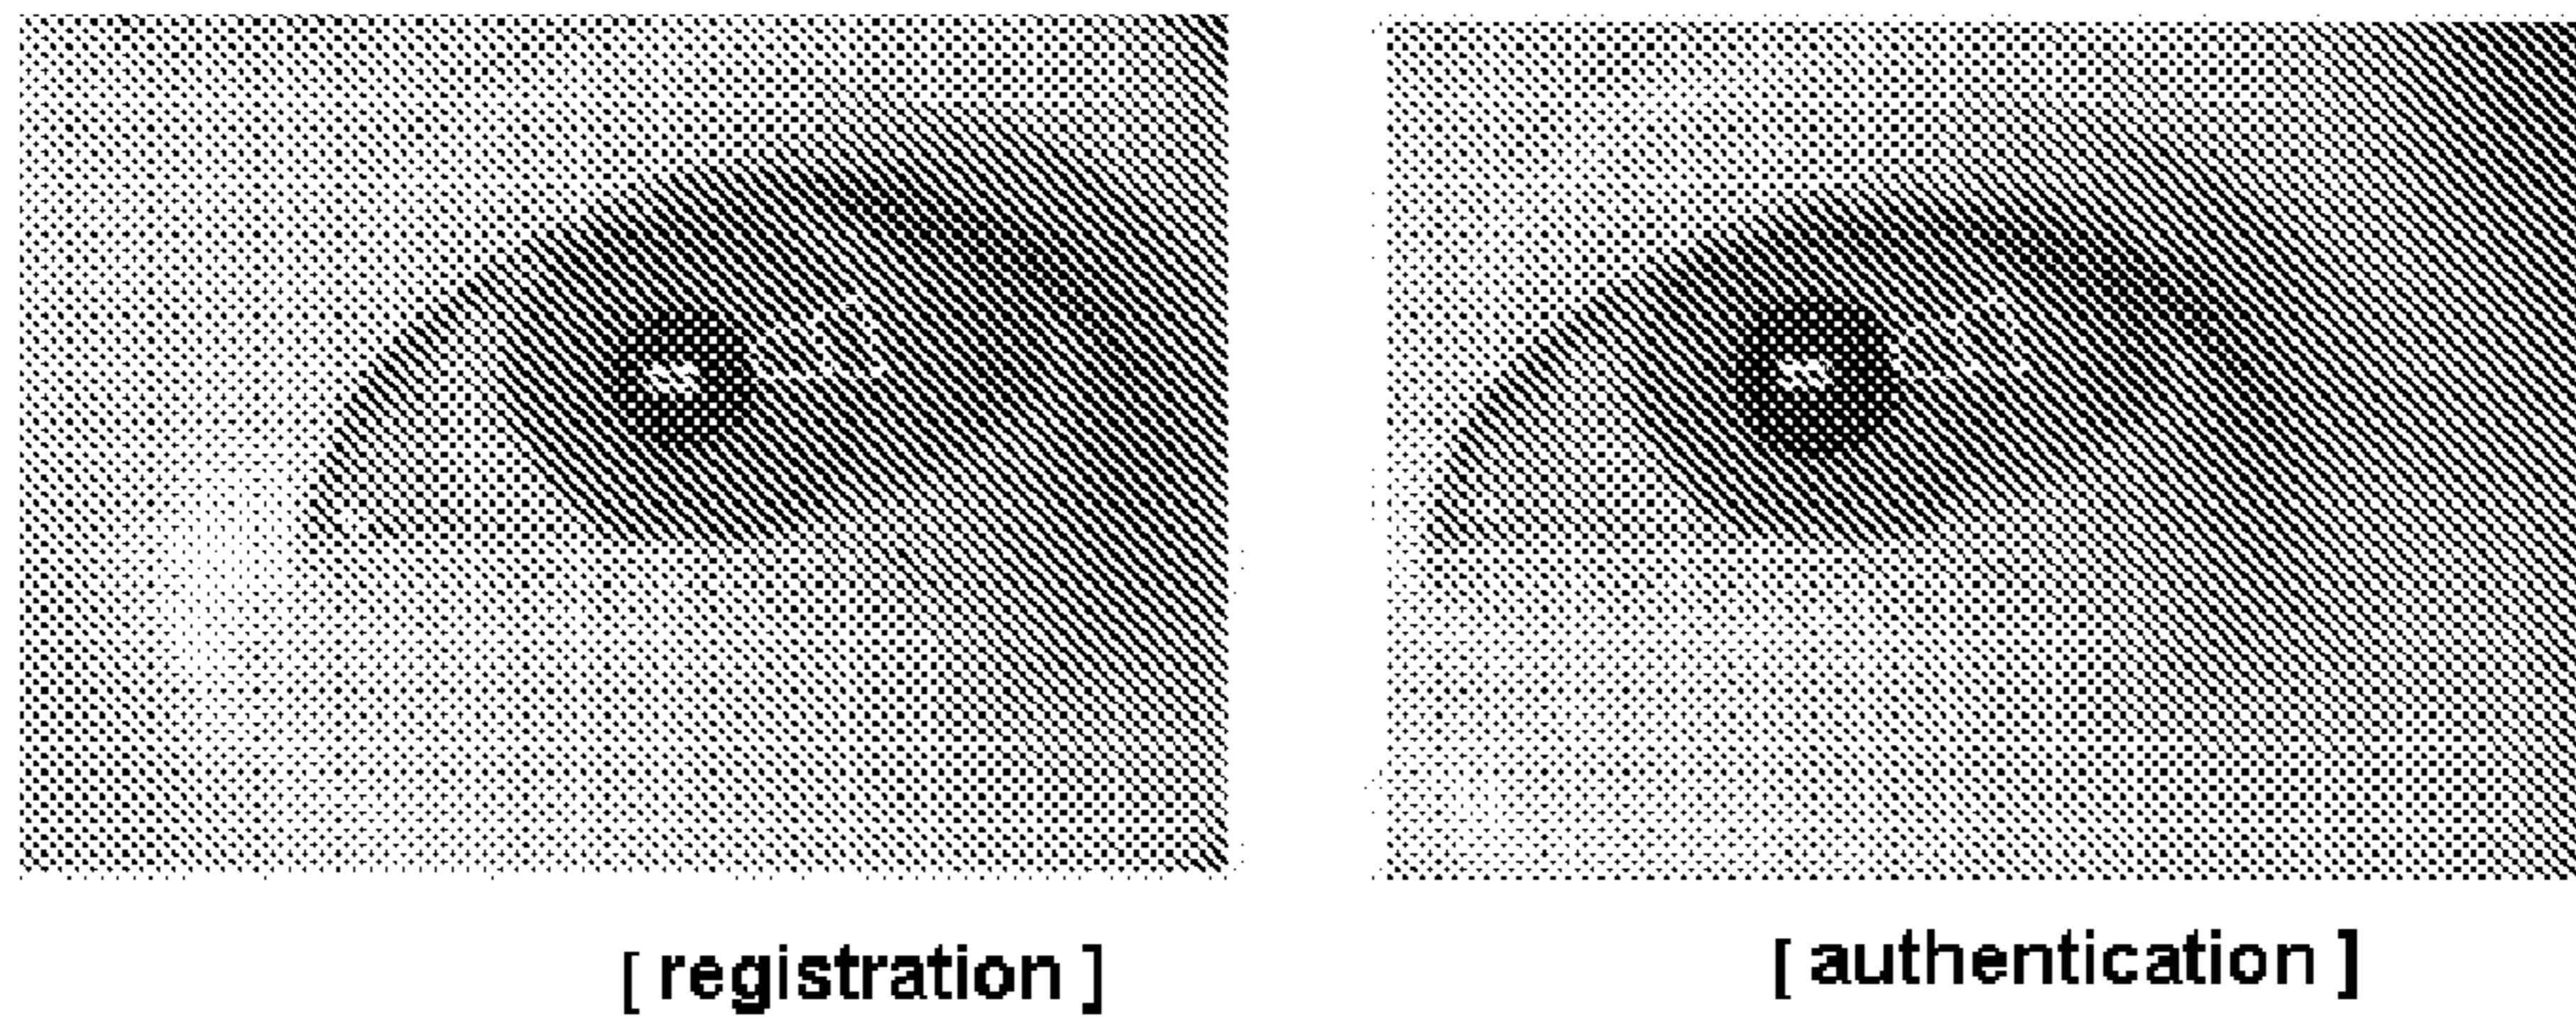 [ registration ]
[ authentication ]